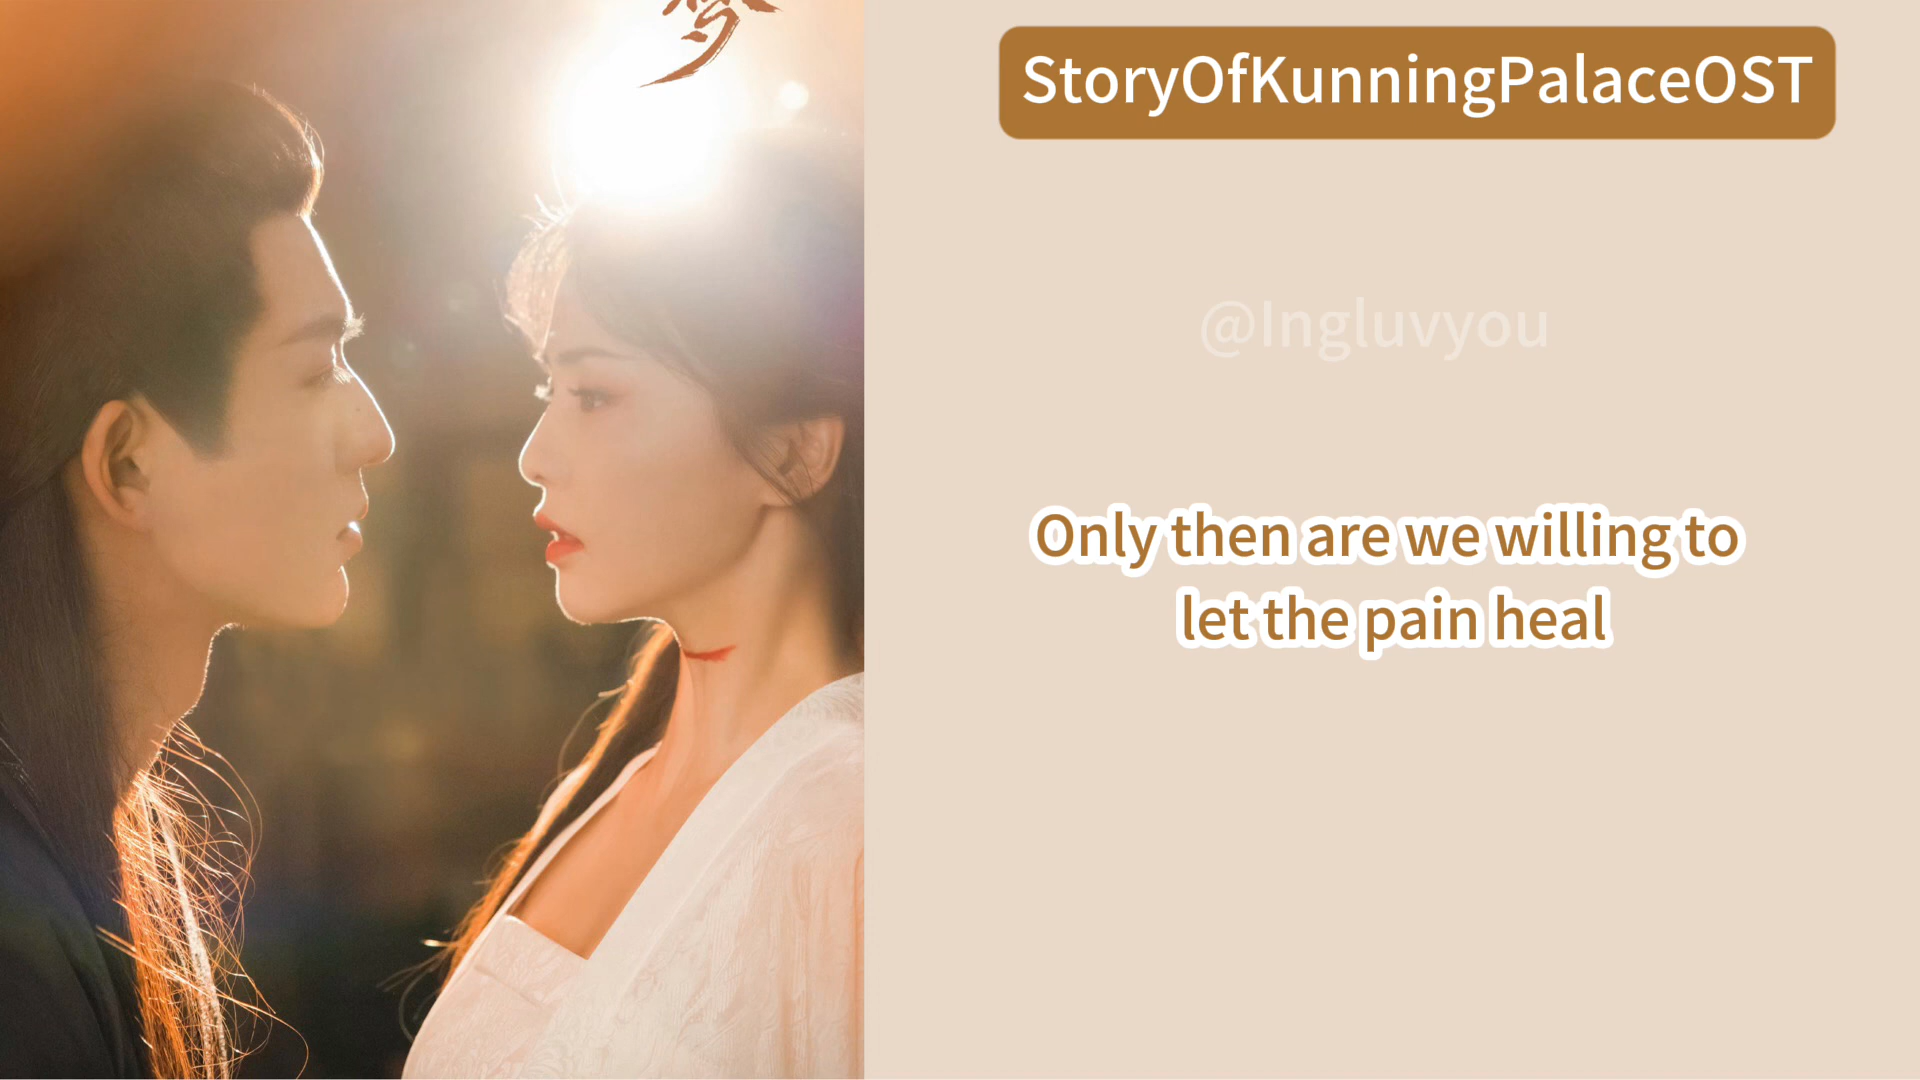 StoryOfKunningPalaceOST
@Ingluvyou
Only then are we willing to
let the pain heal